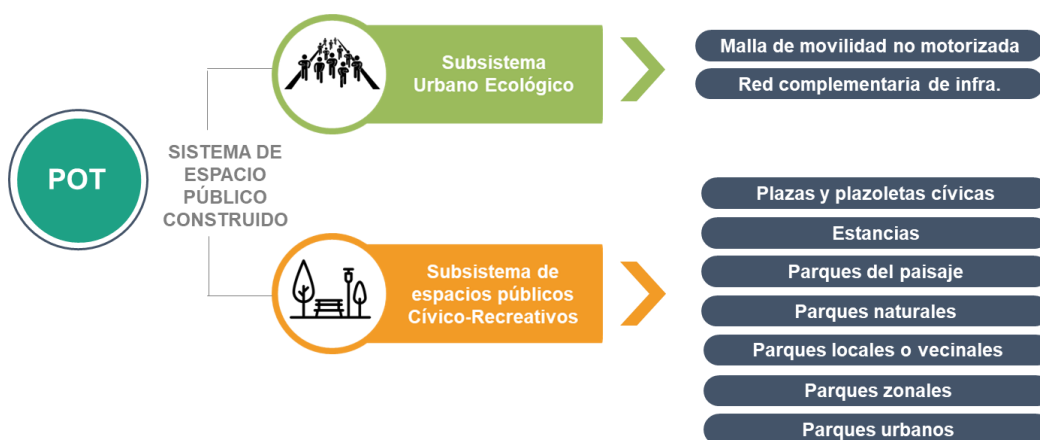 POT
SISTEMA DE
ESPACIO
PÚBLICO
CONSTRUIDO
Subsistema
Urbano Ecológico
Malla de movilidad no motorizada
Red complementaria de infra.
Subsistema de
espacios públicos
Cívico-Recreativos
Plazas y plazoletas cívicas
Estancias
Parques del paisaje
Parques naturales
Parques locales o vecinales
Parques zonales
Parques urbanos